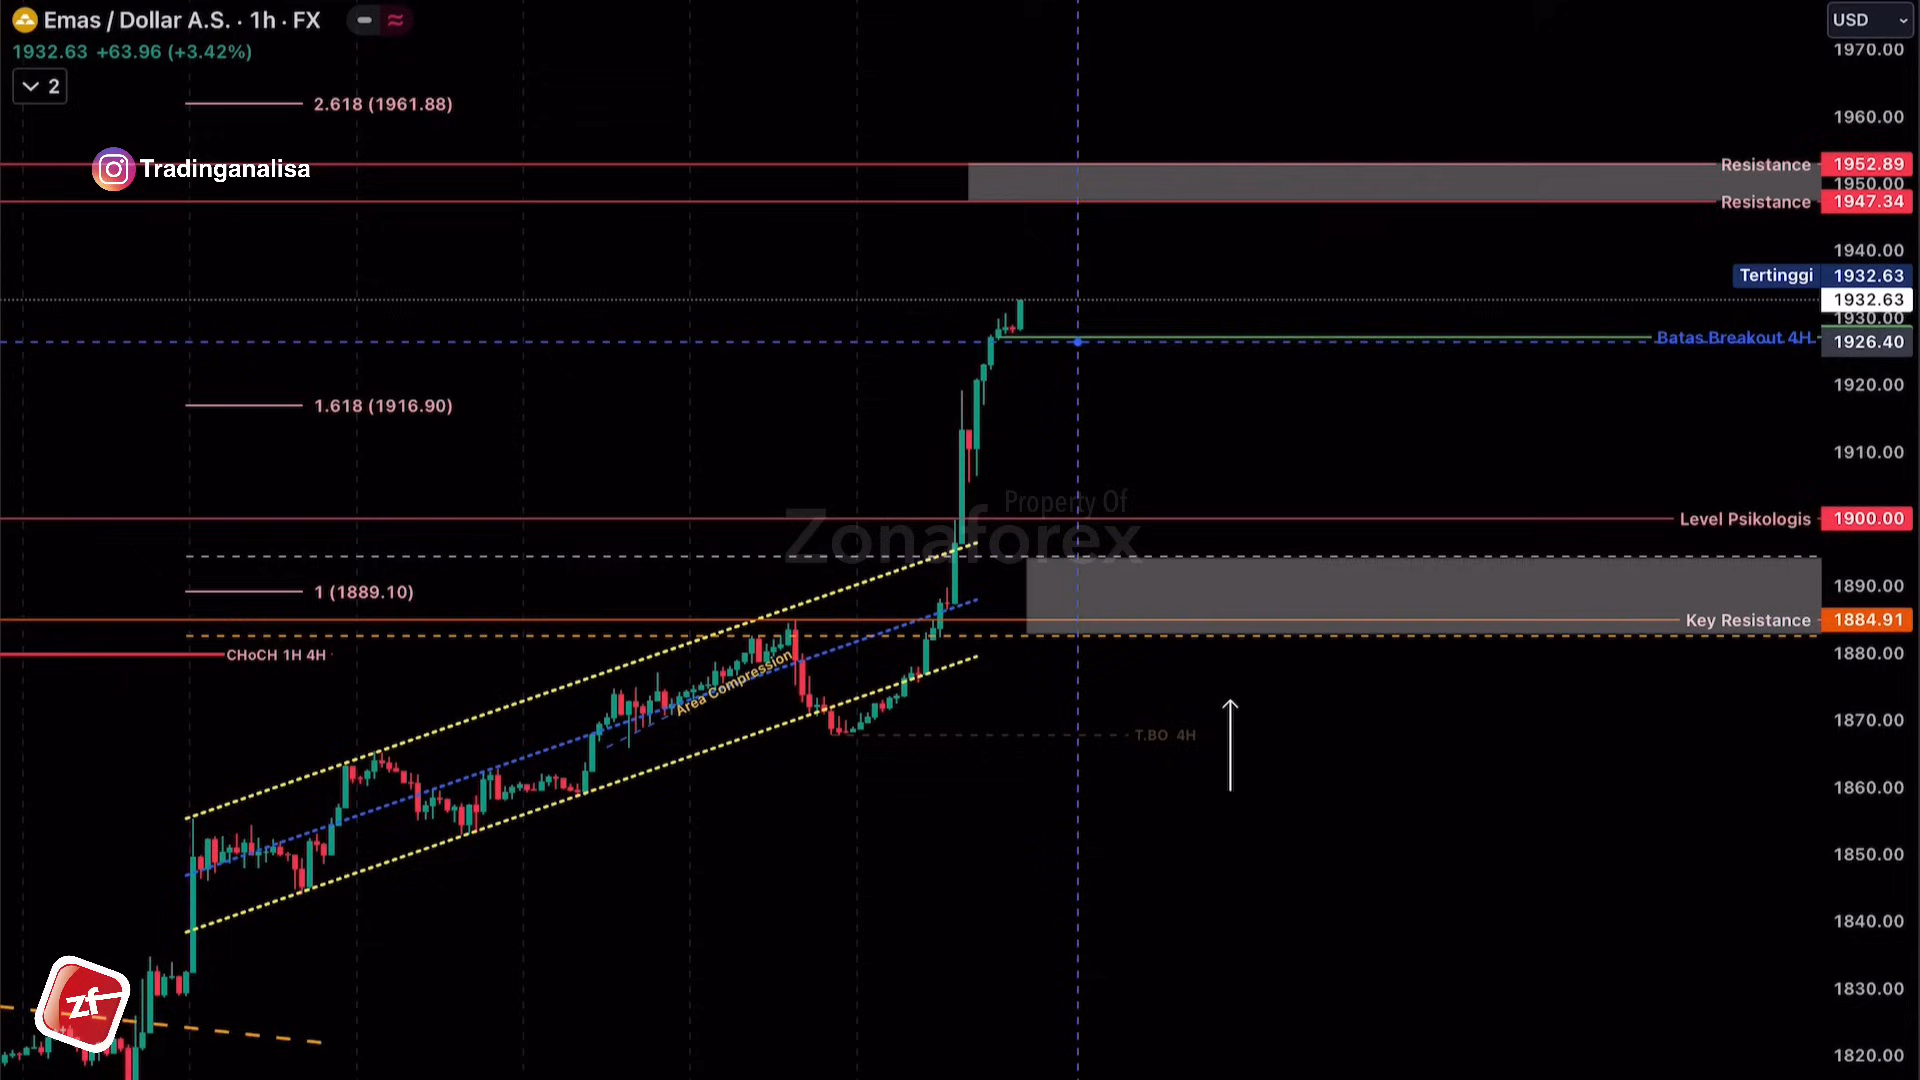 Emas / Dollar A.S. · 1h · FX
USD
1932.63 +63.96 (+3.42%)
2
1970.00
2.618 (1961.88)
1960.00
Tradinganalisa
Resistance 1952.89
1950.00
Resistance 1947.34
1940.00
Tertinggi 1932.63
1932.63
1930.00
Batas Breakout 4H 1926.40
1920.00
1.618 (1916.90)
1910.00
Property Of
Zonaforex
Level Psikologis 1900.00
1 (1889.10)
1890.00
Key Resistance 1884.91
CHoCH 1H 4H
1880.00
Area Compression
1870.00
T.BO 4H
1860.00
1850.00
1840.00
1830.00
zf
1820.00